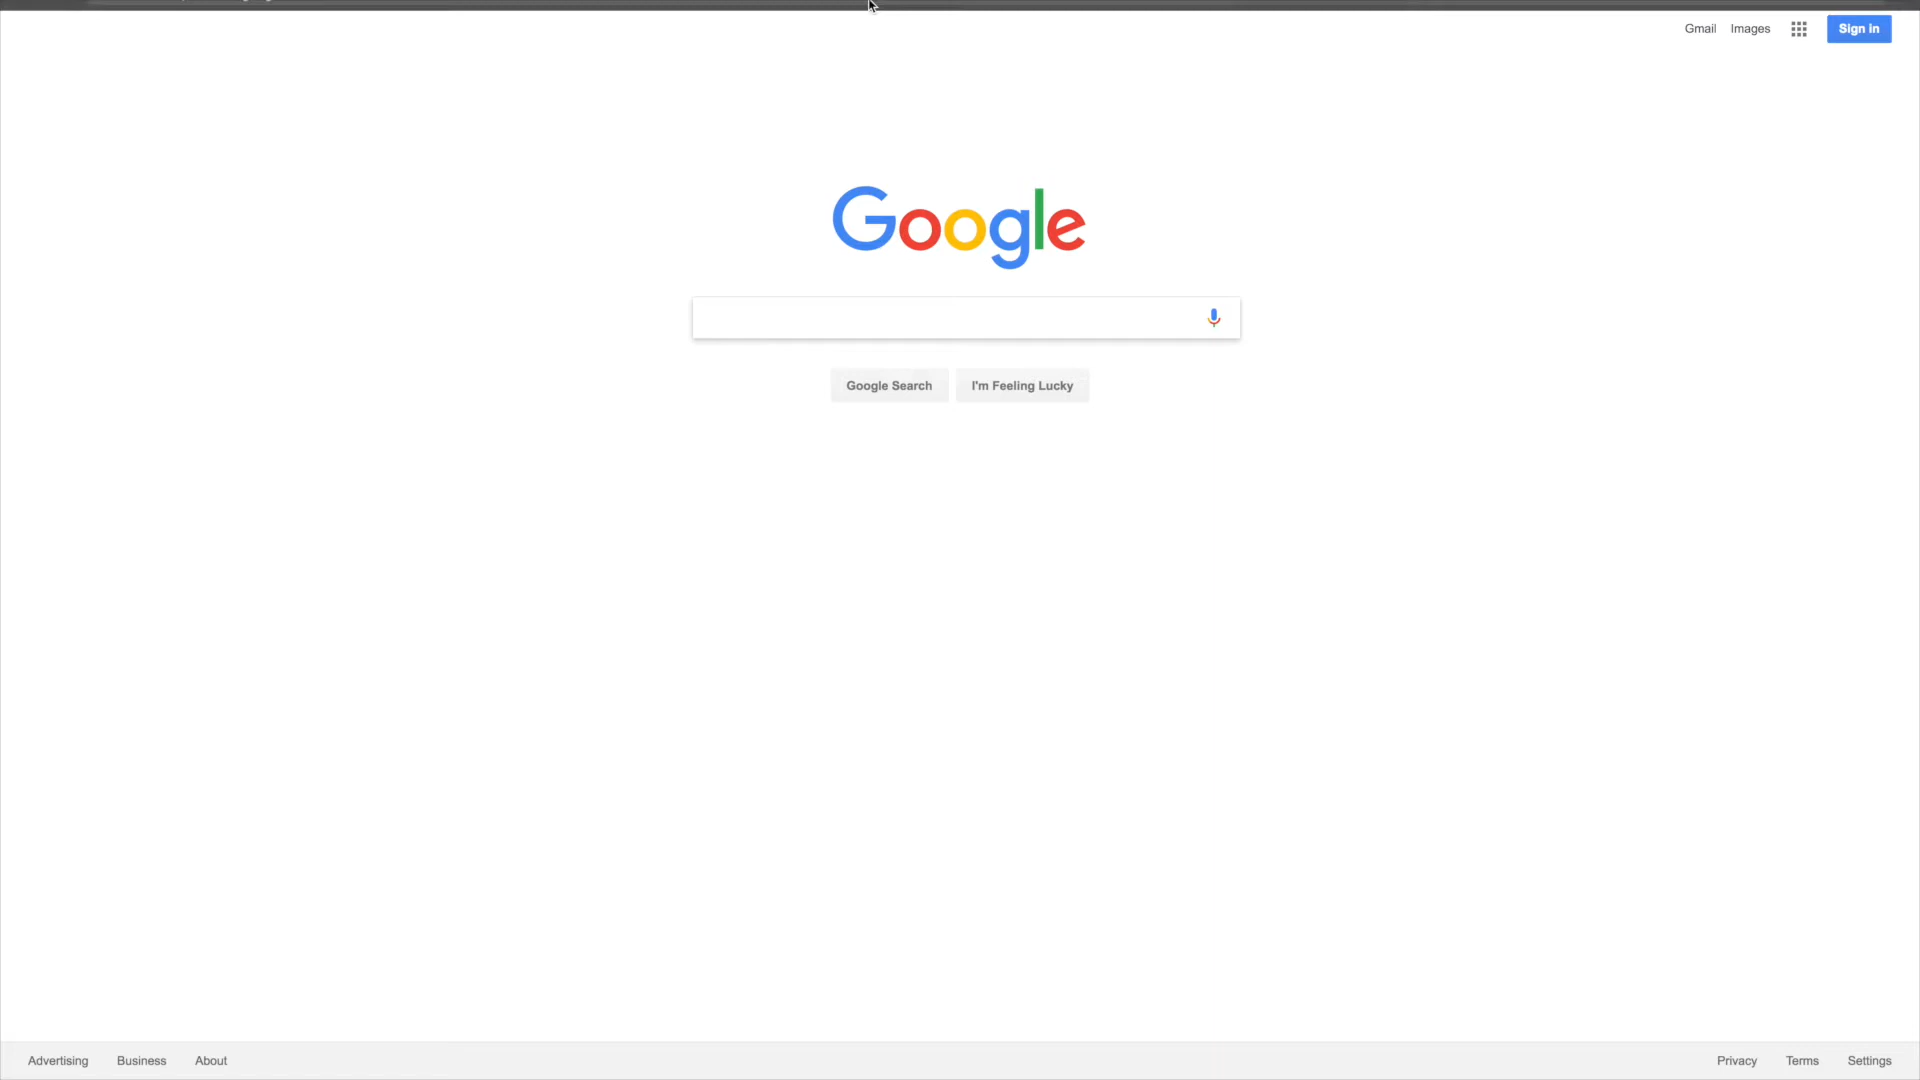 Gmail Images Sign in
Google
Google Search I'm Feeling Lucky
Advertising Business About Privacy Terms Settings